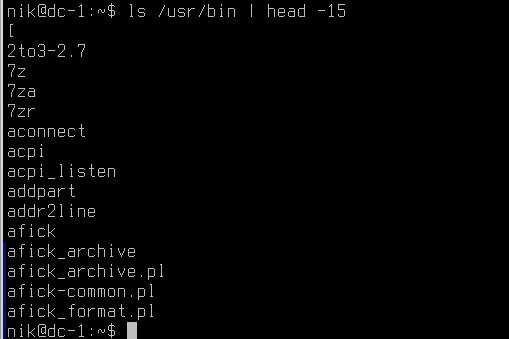 nik@dc-1:~$ ls /usr/bin | head -15
[
2to3-2.7
7z
7za
7zr
aconnect
acpi
acpi_listen
addpart
addr2line
afick
afick_archive
afick_archive.pl
afick-common.pl
afick_format.pl
nik@dc-1:~$